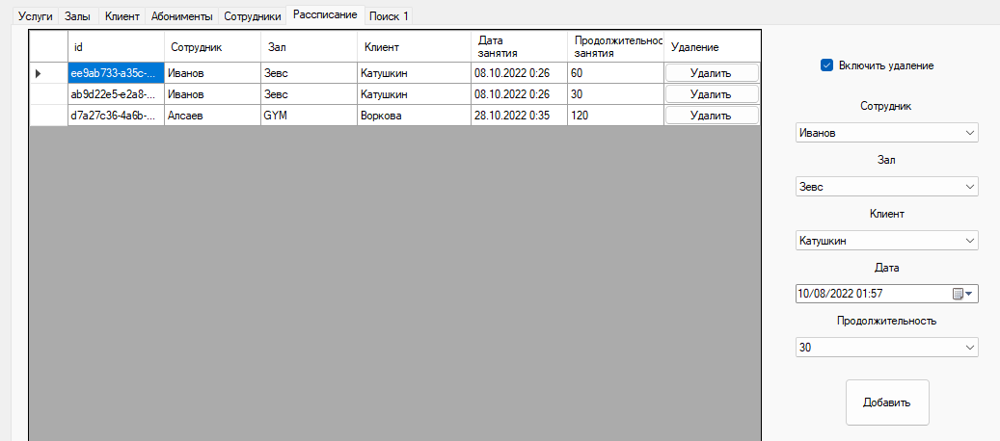 Услуги Залы Клиент Абонименты Сотрудники Рассписание Поиск 1
id Сотрудник Зал Клиент Дата занятия Продолжительнос занятия Удаление
ee9ab733-a35c-... Иванов Зевс Катушкин 08.10.2022 0:26 60 Удалить
ab9d22e5-e2a8-... Иванов Зевс Катушкин 08.10.2022 0:26 30 Удалить
d7a27c36-4a6b-... Алсаев GYM Воркова 28.10.2022 0:35 120 Удалить
Включить удаление
Сотрудник
Иванов
Зал
Зевс
Клиент
Катушкин
Дата
10/08/2022 01:57
Продолжительность
30
Добавить